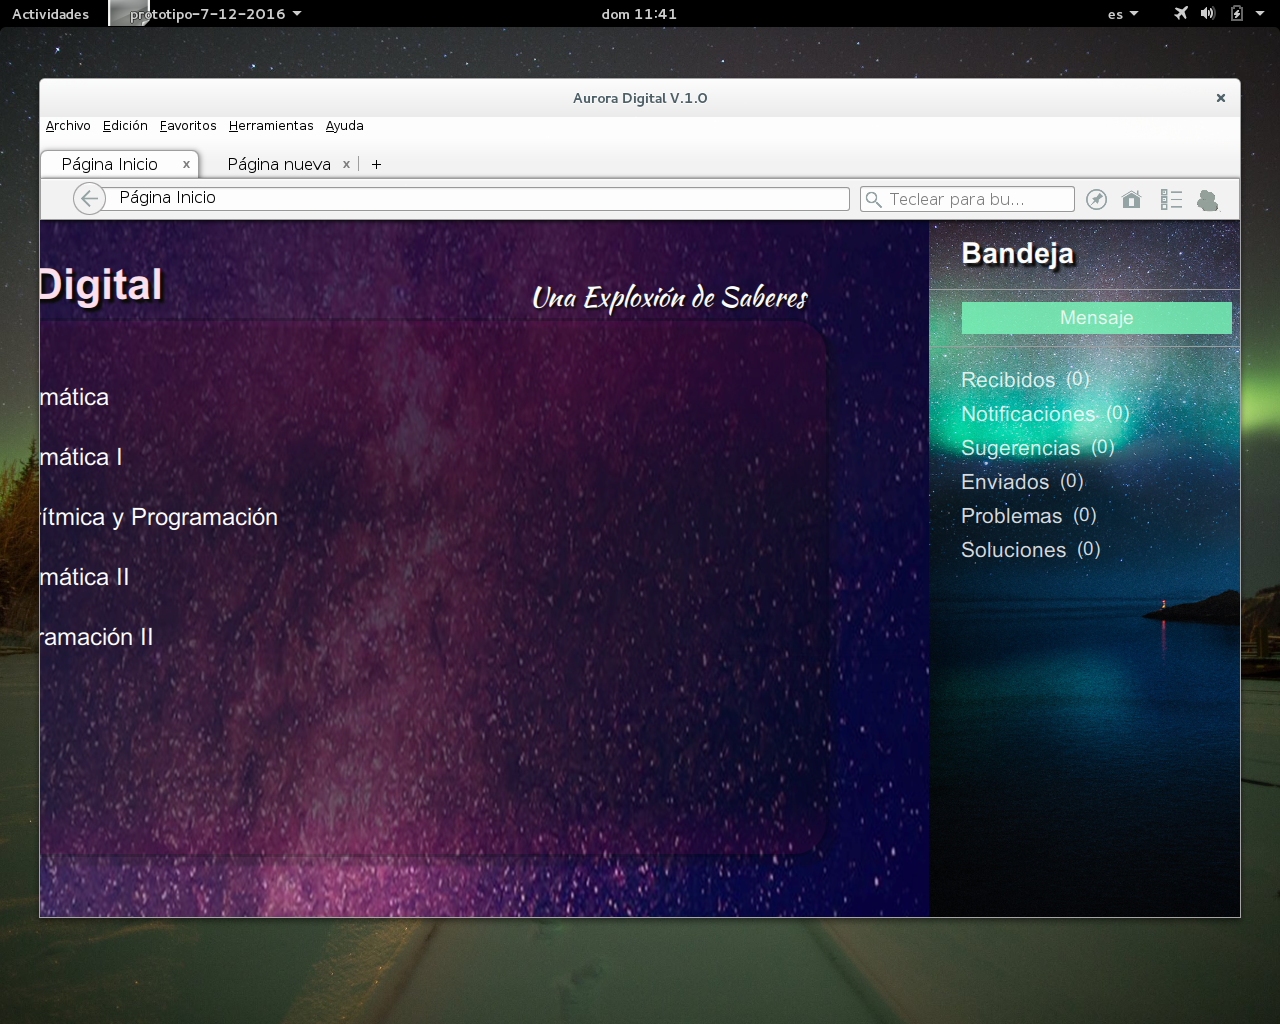 Actividades prototipo-7-12-2016 dom 11:41 es
Aurora Digital V.1.0
Archivo Edición Favoritos Herramientas Ayuda
Página Inicio x Página nueva x +
Página Inicio Teclear para bu...
Digital
Una Exploxión de Saberes
mática
mática I
rítmica y Programación
mática II
ramación II
Bandeja
Mensaje
Recibidos (0)
Notificaciones (0)
Sugerencias (0)
Enviados (0)
Problemas (0)
Soluciones (0)